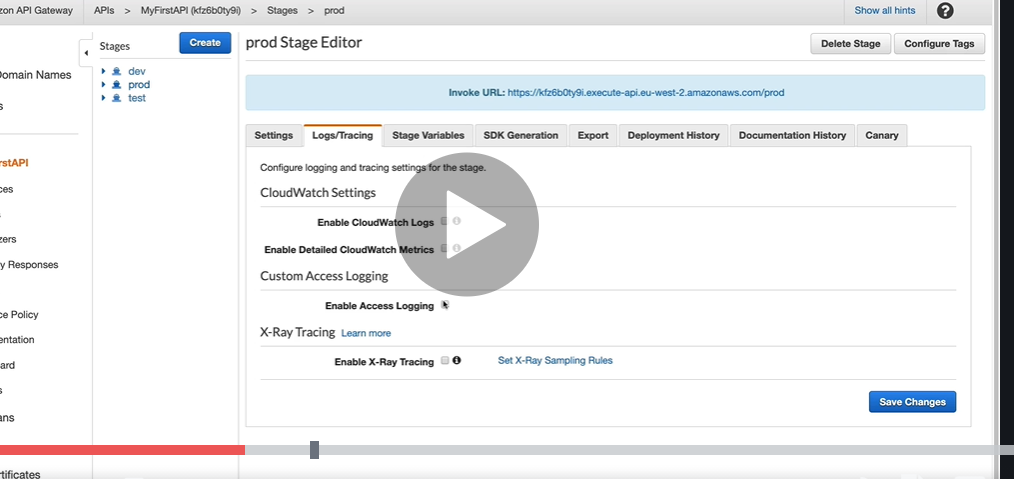 zon API Gateway APIs > MyFirstAPI (kfz6b0ty9i) > Stages > prod Show all hints ?
Domain Names
s
rstAPI
ces
zers
y Responses
ce Policy
entation
ard
s
ans
rtificates
Stages Create
dev
prod
test
prod Stage Editor Delete Stage Configure Tags
Invoke URL: https://kfz6b0ty9i.execute-api.eu-west-2.amazonaws.com/prod
Settings Logs/Tracing Stage Variables SDK Generation Export Deployment History Documentation History Canary
Configure logging and tracing settings for the stage.
CloudWatch Settings
Enable CloudWatch Logs
Enable Detailed CloudWatch Metrics
Custom Access Logging
Enable Access Logging
X-Ray Tracing Learn more
Enable X-Ray Tracing Set X-Ray Sampling Rules
Save Changes